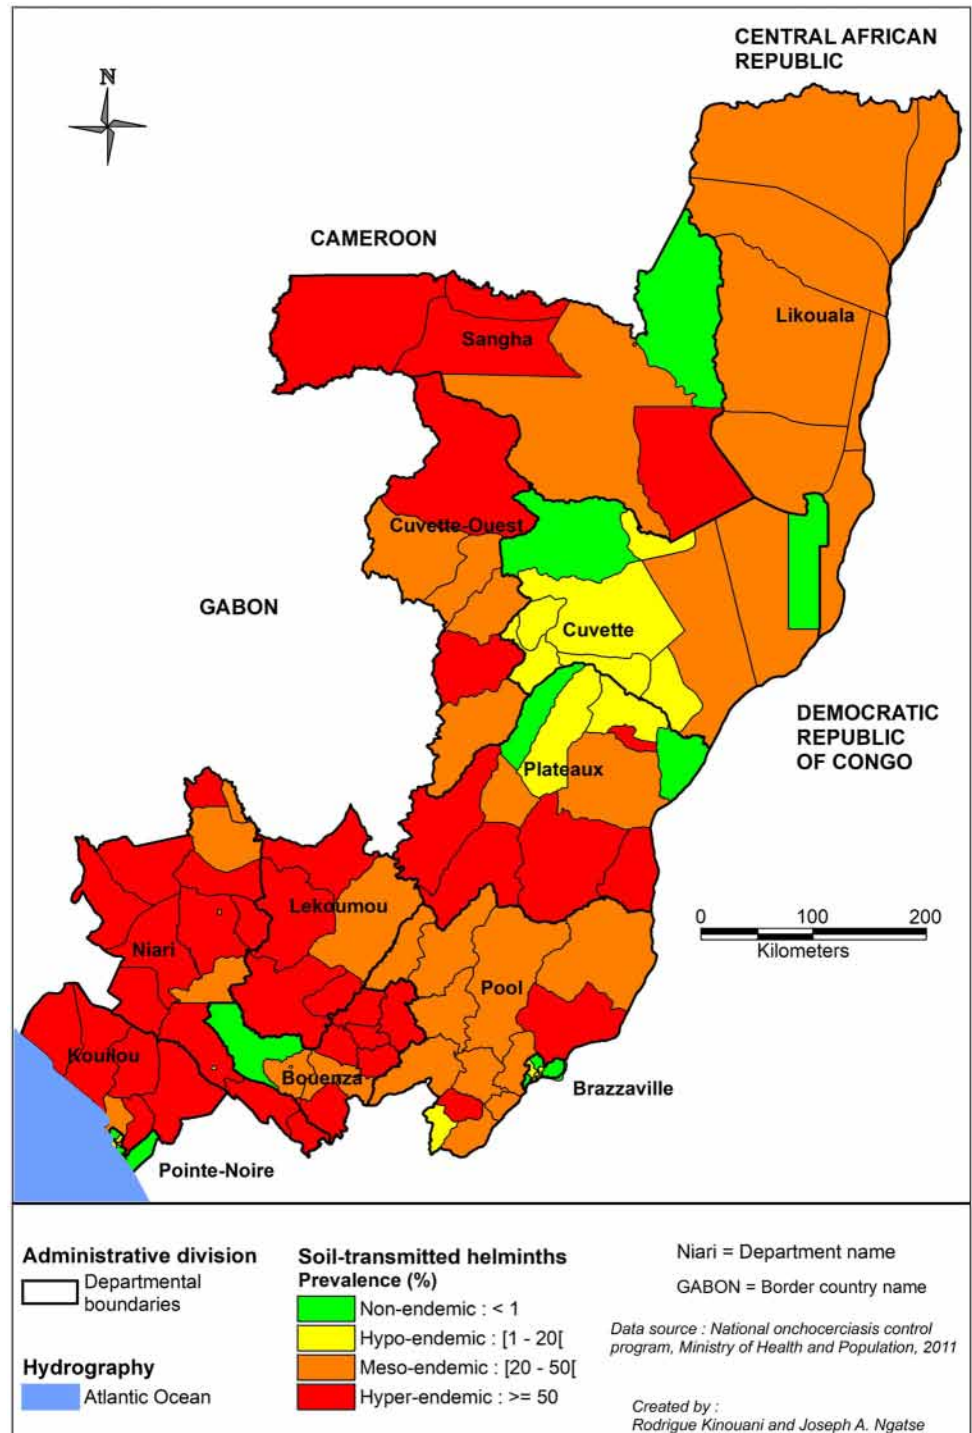 CENTRAL AFRICAN
REPUBLIC
N
CAMEROON
Likouala
Sangha
Cuvette-Ouest
GABON
Cuvette
DEMOCRATIC
REPUBLIC
OF CONGO
Plateaux
Lekoumou
0 100 200
Kilometers
Niari
Pool
Kouilou
Bouenza
Brazzaville
Pointe-Noire
Administrative division
Departmental
boundaries
Hydrography
Atlantic Ocean
Soil-transmitted helminths
Prevalence (%)
Non-endemic : < 1
Hypo-endemic : [1 - 20[
Meso-endemic : [20 - 50[
Hyper-endemic : >= 50
Niari = Department name
GABON = Border country name
Data source : National onchocerciasis control
program, Ministry of Health and Population, 2011
Created by :
Rodrigue Kinouani and Joseph A. Ngatse